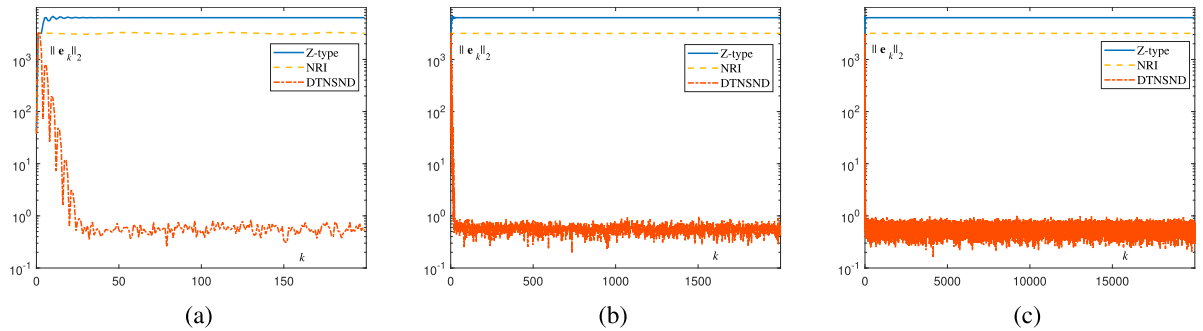 10^3
10^2
10^1
10^0
10^-1
|| e_k ||_2
Z-type
NRI
DTNSND
k
0
50
100
150
(a)
10^3
10^2
10^1
10^0
10^-1
|| e_k ||_2
Z-type
NRI
DTNSND
k
0
500
1000
1500
(b)
10^3
10^2
10^1
10^0
10^-1
|| e_k ||_2
Z-type
NRI
DTNSND
k
0
5000
10000
15000
(c)